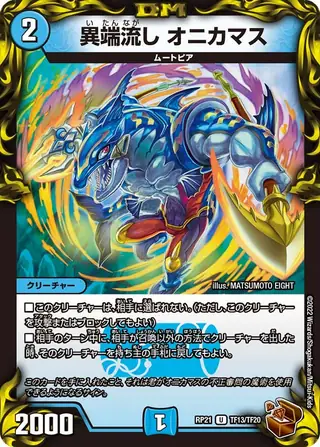 DM
2
い たんなが
異端流し オニカマス
ムートピア
illus. MATSUMOTO EIGHT
クリーチャー
■このクリーチャーは、相手に選ばれない。(ただし、このクリーチャー
を攻撃またはブロックしてもよい)
■相手のターン中に、相手が召喚以外の方法でクリーチャーを出した
時、そのクリーチャーを持ち主の手札に戻してもよい。
このカードを手に入れたこと、それは君がオニカマスの不正審問の魔術を使用
できるようになるサイン。
2000
1
RP21 U TF13/TF20